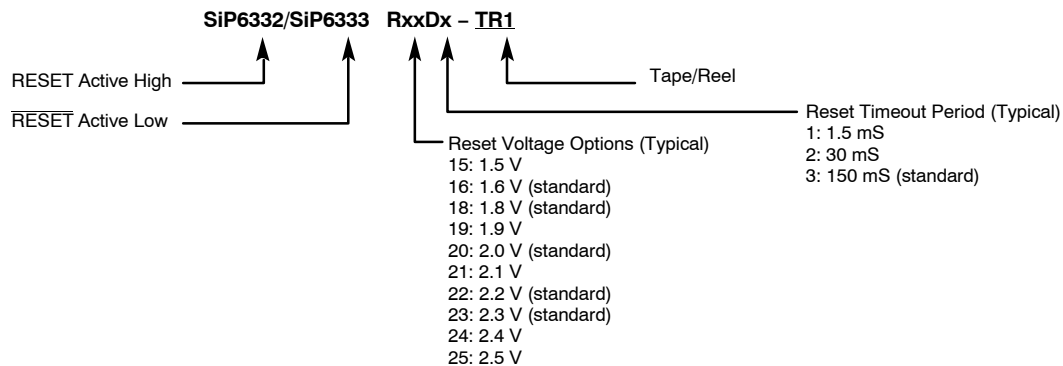 SiP6332/SiP6333 RxxDx – TR1
RESET Active High
RESET Active Low
Tape/Reel
Reset Timeout Period (Typical)
1: 1.5 mS
2: 30 mS
3: 150 mS (standard)
Reset Voltage Options (Typical)
15: 1.5 V
16: 1.6 V (standard)
18: 1.8 V (standard)
19: 1.9 V
20: 2.0 V (standard)
21: 2.1 V
22: 2.2 V (standard)
23: 2.3 V (standard)
24: 2.4 V
25: 2.5 V